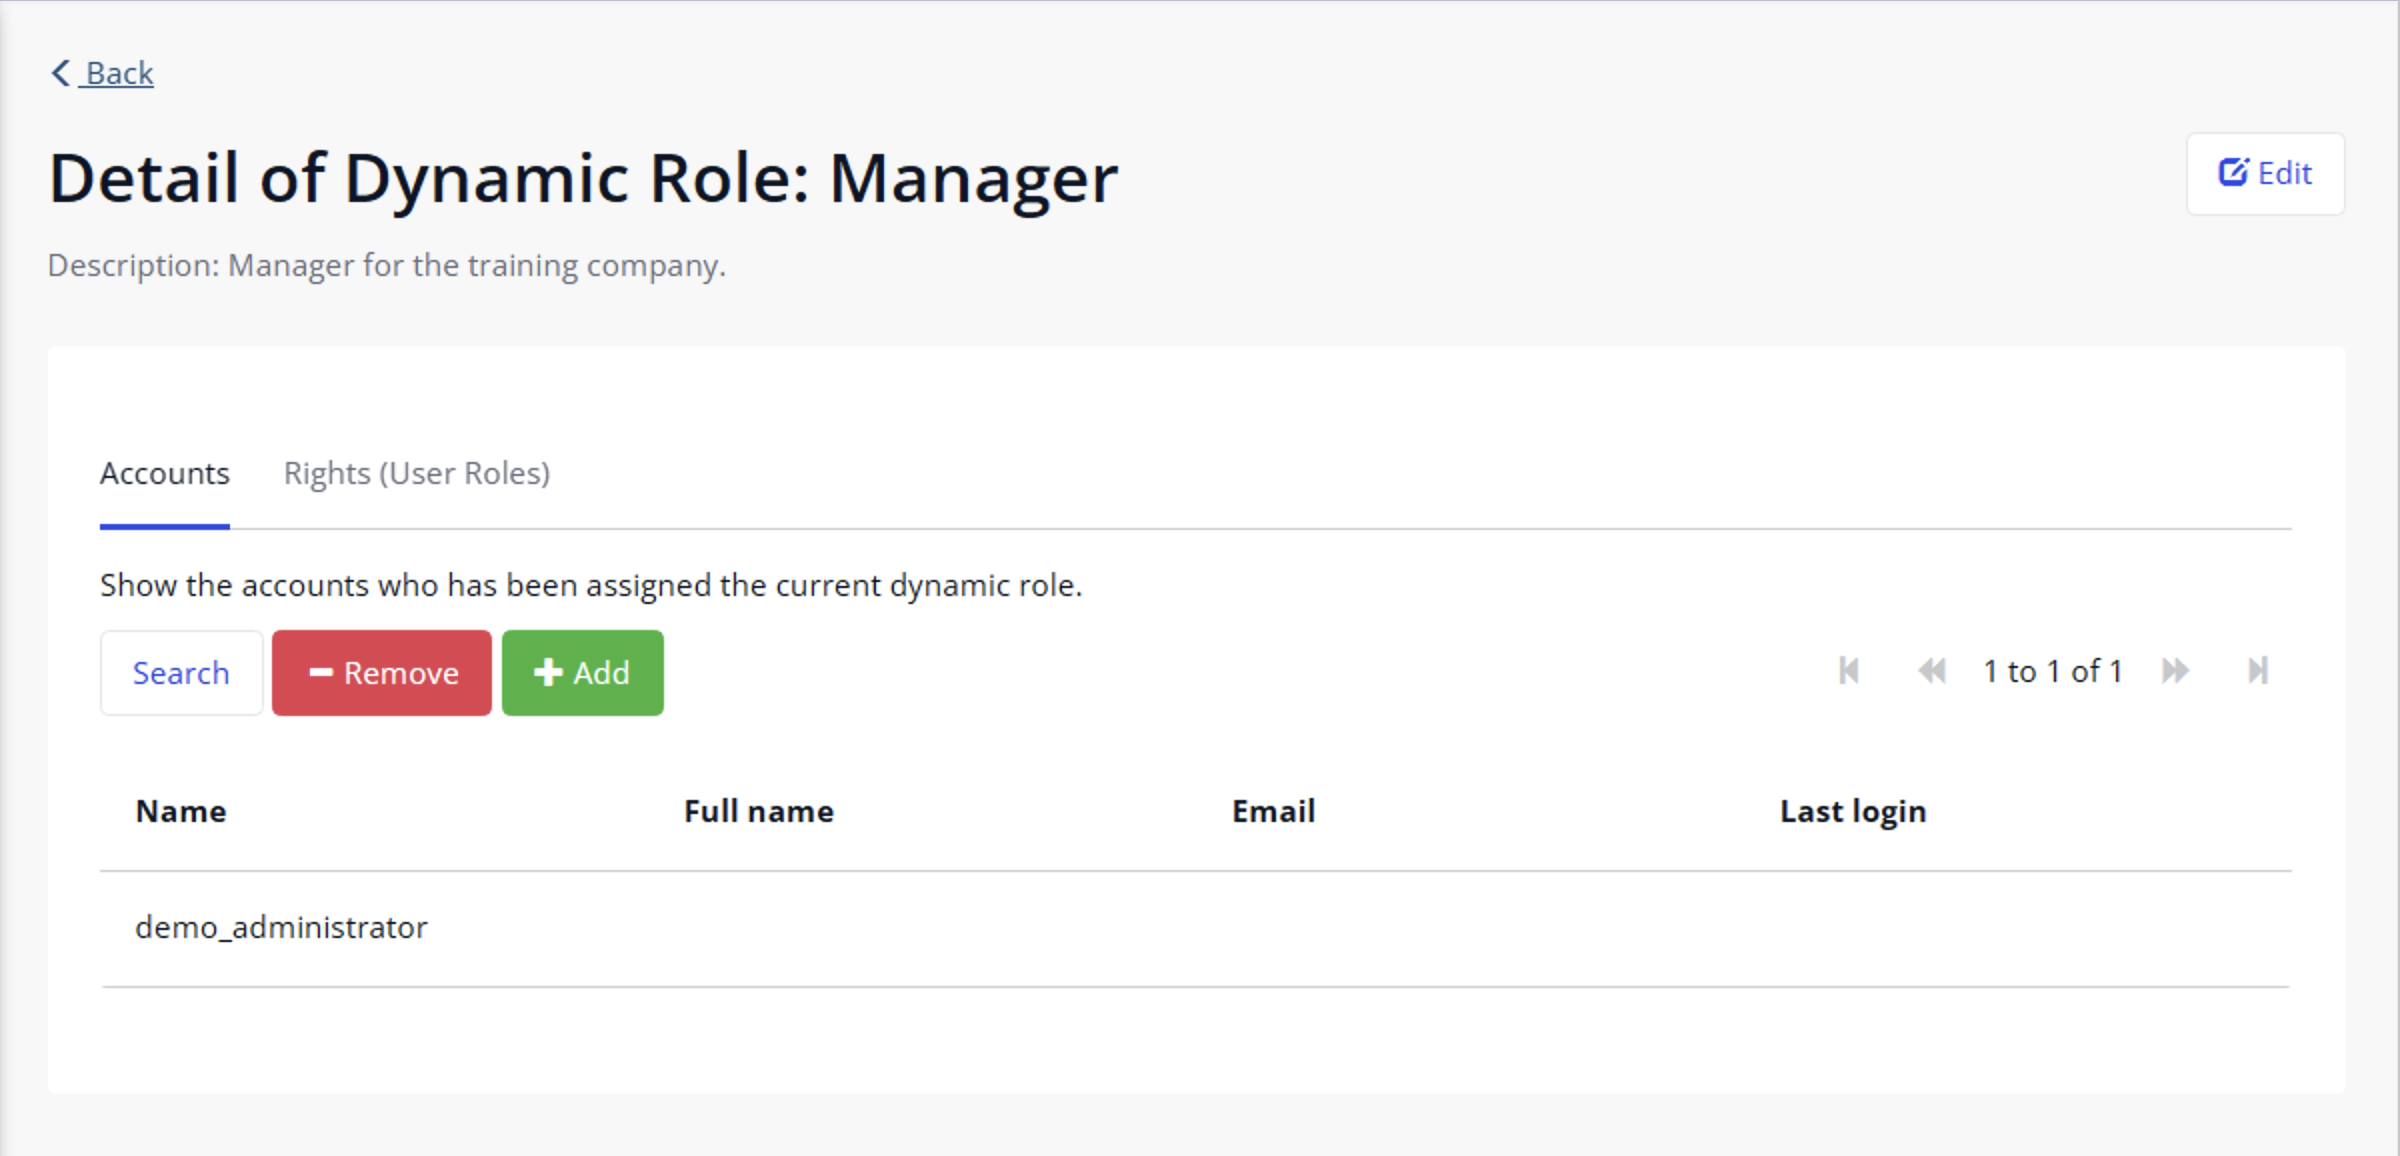 Back
Detail of Dynamic Role: Manager
Edit
Description: Manager for the training company.
Accounts Rights (User Roles)
Show the accounts who has been assigned the current dynamic role.
Search Remove Add 1 to 1 of 1
Name Full name Email Last login
demo_administrator